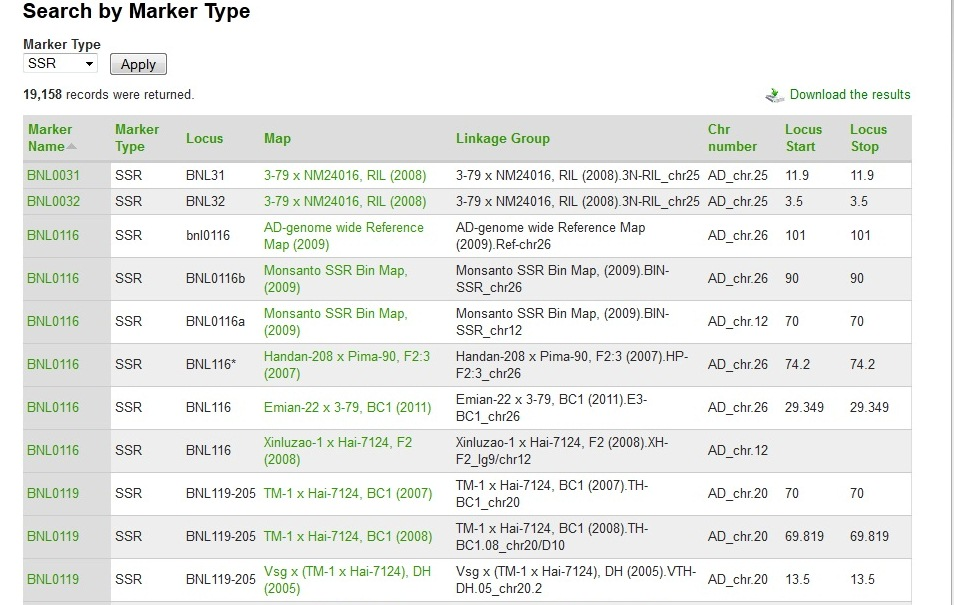 Search by Marker Type
Marker Type
SSR Apply
19,158 records were returned. Download the results
Marker Name Marker Type Locus Map Linkage Group Chr number Locus Start Locus Stop
BNL0031 SSR BNL31 3-79 x NM24016, RIL (2008) 3-79 x NM24016, RIL (2008).3N-RIL_chr25 AD_chr.25 11.9 11.9
BNL0032 SSR BNL32 3-79 x NM24016, RIL (2008) 3-79 x NM24016, RIL (2008).3N-RIL_chr25 AD_chr.25 3.5 3.5
BNL0116 SSR bnl0116 AD-genome wide Reference Map (2009) AD-genome wide Reference Map (2009).Ref-chr26 AD_chr.26 101 101
BNL0116 SSR BNL0116b Monsanto SSR Bin Map, (2009) Monsanto SSR Bin Map, (2009).BIN-SSR_chr26 AD_chr.26 90 90
BNL0116 SSR BNL0116a Monsanto SSR Bin Map, (2009) Monsanto SSR Bin Map, (2009).BIN-SSR_chr12 AD_chr.12 70 70
BNL0116 SSR BNL116* Handan-208 x Pima-90, F2:3 (2007) Handan-208 x Pima-90, F2:3 (2007).HP-F2:3_chr26 AD_chr.26 74.2 74.2
BNL0116 SSR BNL116 Emian-22 x 3-79, BC1 (2011) Emian-22 x 3-79, BC1 (2011).E3-BC1_chr26 AD_chr.26 29.349 29.349
BNL0116 SSR BNL116 Xinluzao-1 x Hai-7124, F2 (2008) Xinluzao-1 x Hai-7124, F2 (2008).XH-F2_lg9/chr12 AD_chr.12
BNL0119 SSR BNL119-205 TM-1 x Hai-7124, BC1 (2007) TM-1 x Hai-7124, BC1 (2007).TH-BC1_chr20 AD_chr.20 70 70
BNL0119 SSR BNL119-205 TM-1 x Hai-7124, BC1 (2008) TM-1 x Hai-7124, BC1 (2008).TH-BC1.08_chr20/D10 AD_chr.20 69.819 69.819
BNL0119 SSR BNL119-205 Vsg x (TM-1 x Hai-7124), DH (2005) Vsg x (TM-1 x Hai-7124), DH (2005).VTH-DH.05_chr20.2 AD_chr.20 13.5 13.5